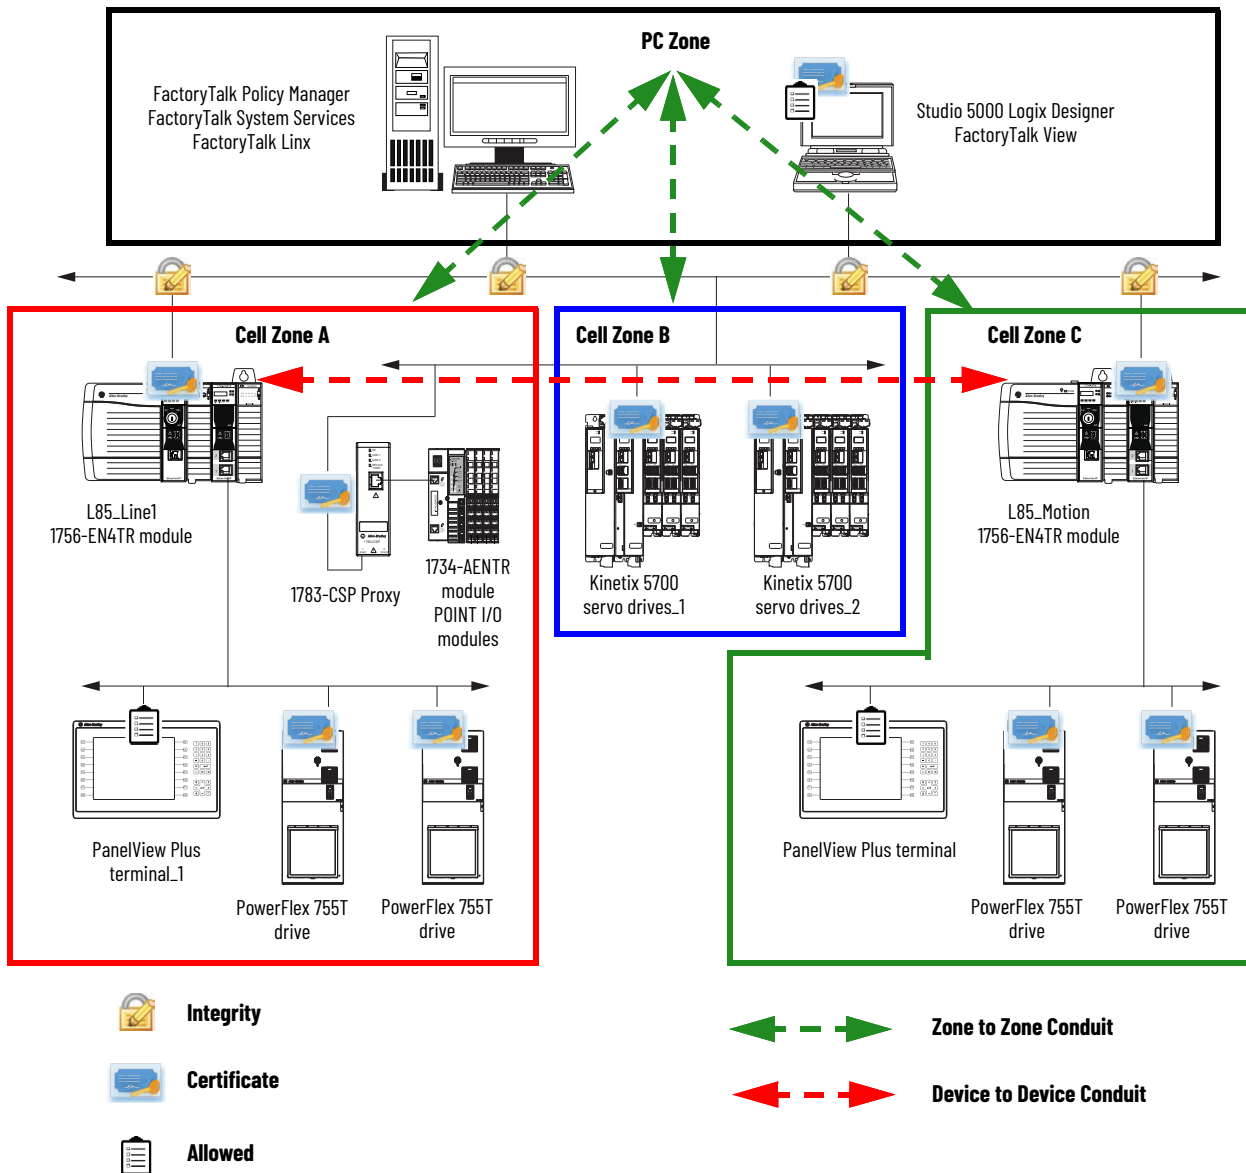 PC Zone
FactoryTalk Policy Manager
FactoryTalk System Services
FactoryTalk Linx
Studio 5000 Logix Designer
FactoryTalk View
Cell Zone A
Cell Zone B
Cell Zone C
L85_Line1
1756-EN4TR module
1783-CSP Proxy
1734-AENTR
module
POINT I/O
modules
Kinetix 5700
servo drives_1
Kinetix 5700
servo drives_2
L85_Motion
1756-EN4TR module
PanelView Plus
terminal_1
PowerFlex 755T
drive
PowerFlex 755T
drive
PanelView Plus terminal
PowerFlex 755T
drive
PowerFlex 755T
drive
Integrity
Zone to Zone Conduit
Certificate
Device to Device Conduit
Allowed